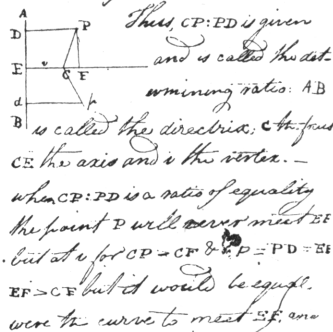 A
D P
E v C F
d p
B
Thus, CP:PD is given
and is called the det-
ermining ratio: AB
is called the directrix, C the focus
CE the axis and v the vertex. —
when CP:PD is a ratio of equality
the point P will never meet EF
but at v for CP = CF & CP = PD = EF
EF > CF but it would be equal
were the curve to meet EF, and